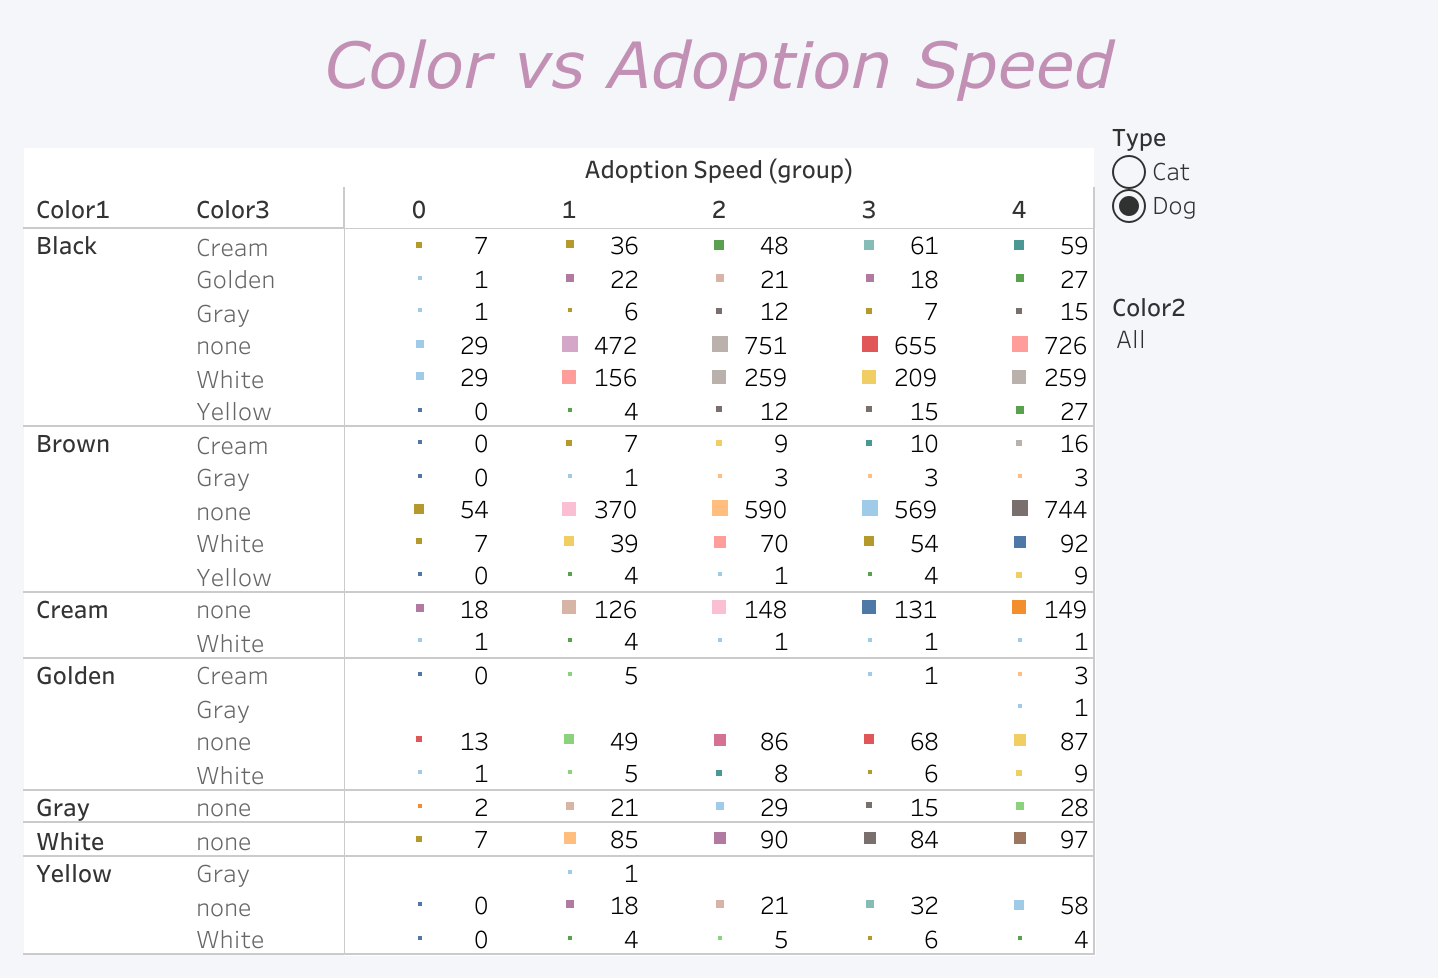 Color vs Adoption Speed
Type
Cat
Dog
Color2
All
Adoption Speed (group)
Color1 Color3 0 1 2 3 4
Black Cream 7 36 48 61 59
Golden 1 22 21 18 27
Gray 1 6 12 7 15
none 29 472 751 655 726
White 29 156 259 209 259
Yellow 0 4 12 15 27
Brown Cream 0 7 9 10 16
Gray 0 1 3 3 3
none 54 370 590 569 744
White 7 39 70 54 92
Yellow 0 4 1 4 9
Cream none 18 126 148 131 149
White 1 4 1 1 1
Golden Cream 0 5 1 3
Gray 1
none 13 49 86 68 87
White 1 5 8 6 9
Gray none 2 21 29 15 28
White none 7 85 90 84 97
Yellow Gray 1
none 0 18 21 32 58
White 0 4 5 6 4